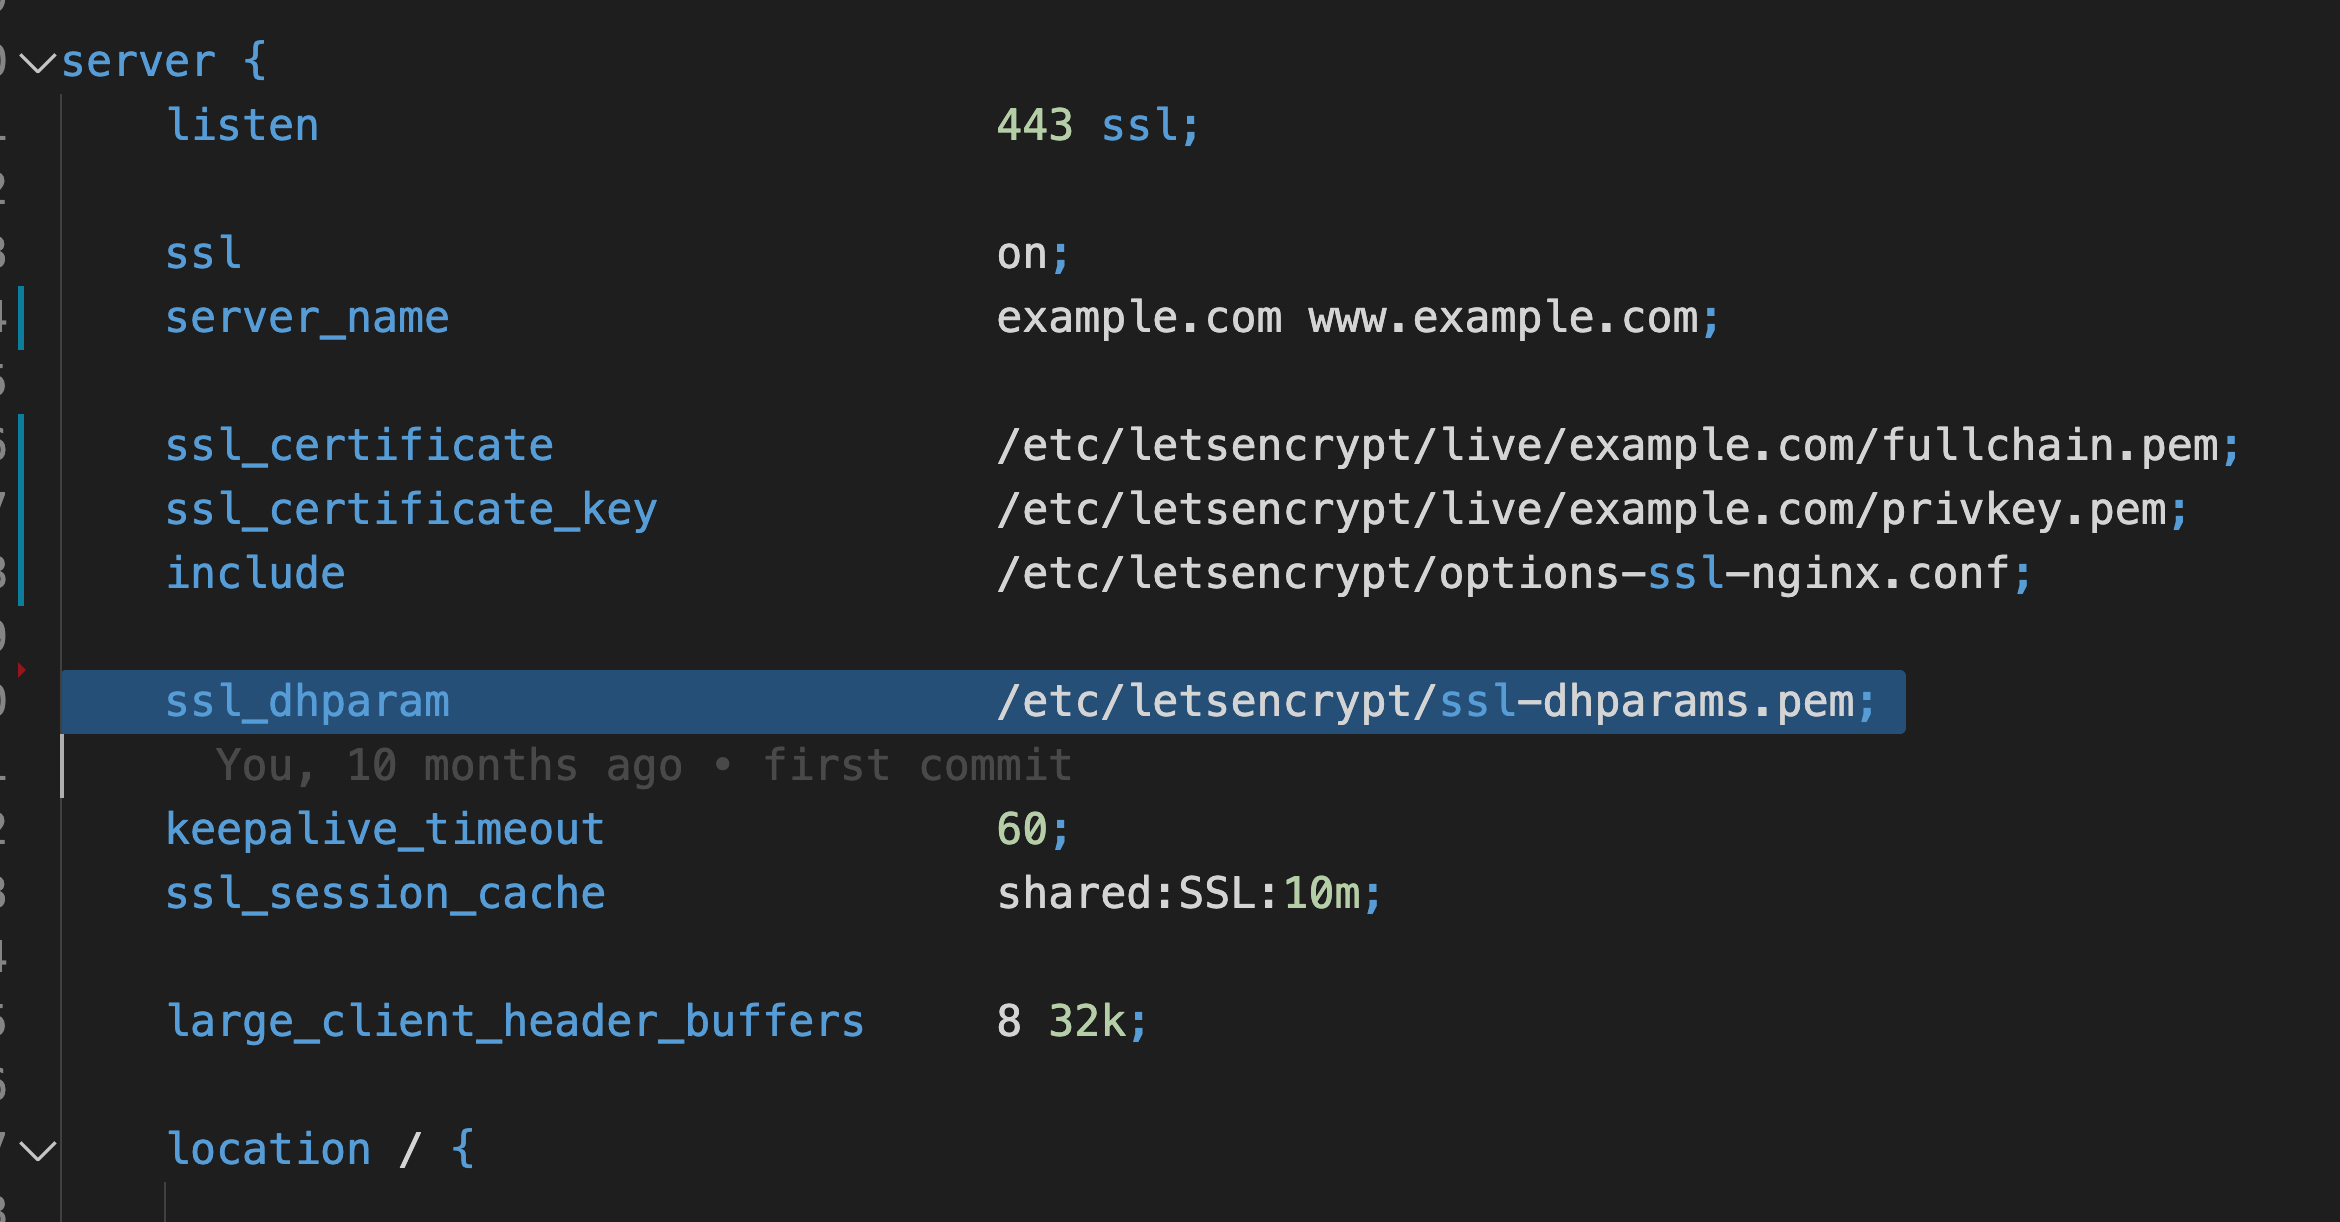 server {
listen 443 ssl;
ssl on;
server_name example.com www.example.com;
ssl_certificate /etc/letsencrypt/live/example.com/fullchain.pem;
ssl_certificate_key /etc/letsencrypt/live/example.com/privkey.pem;
include /etc/letsencrypt/options-ssl-nginx.conf;
ssl_dhparam /etc/letsencrypt/ssl-dhparams.pem;
You, 10 months ago • first commit
keepalive_timeout 60;
ssl_session_cache shared:SSL:10m;
large_client_header_buffers 8 32k;
location / {